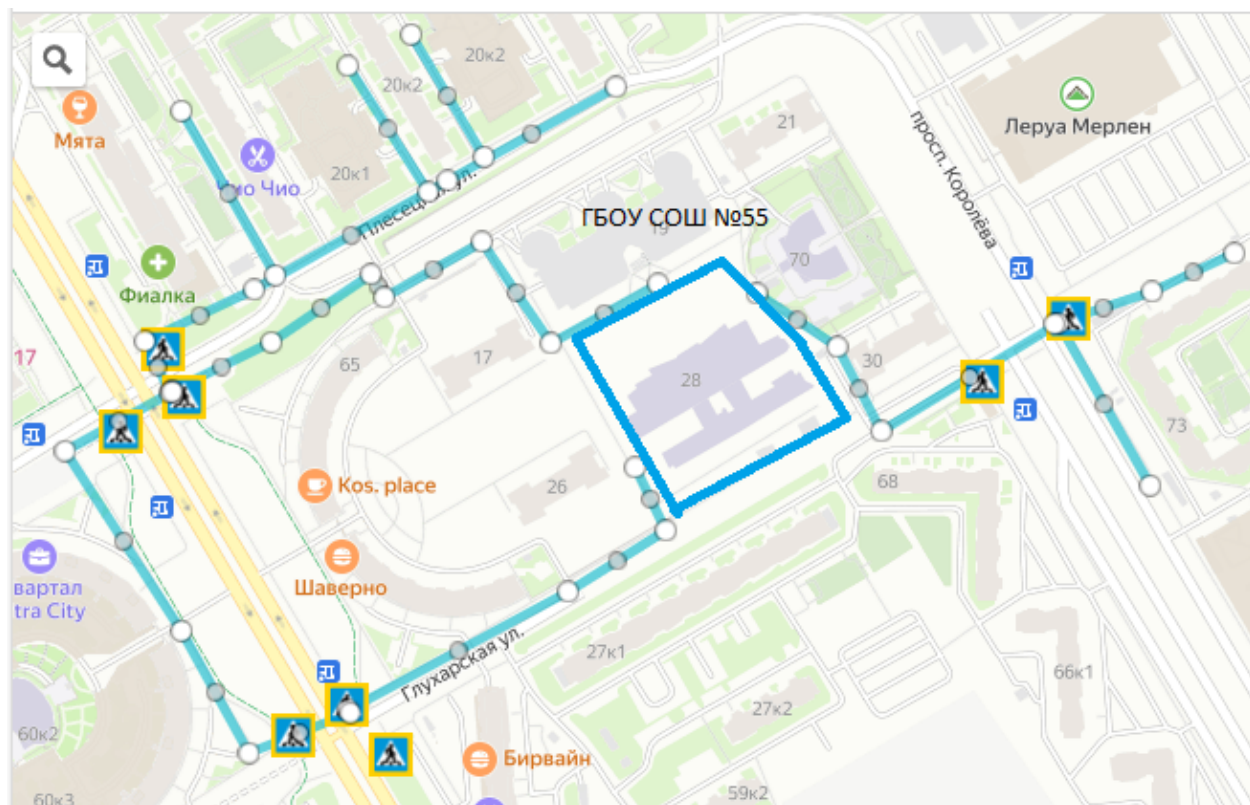 20к2
20к2
Мята
Чио Чио
20к1
Плесецкая ул.
21
Леруа Мерлен
просп. Королёва
ГБОУ СОШ №55
19
70
Фиалка
17
65
17
28
30
Kos. place
26
68
73
вартал
tra City
Шаверно
Глухарская ул.
27к1
66к1
27к2
60к2
Бирвайн
59к2
60к3